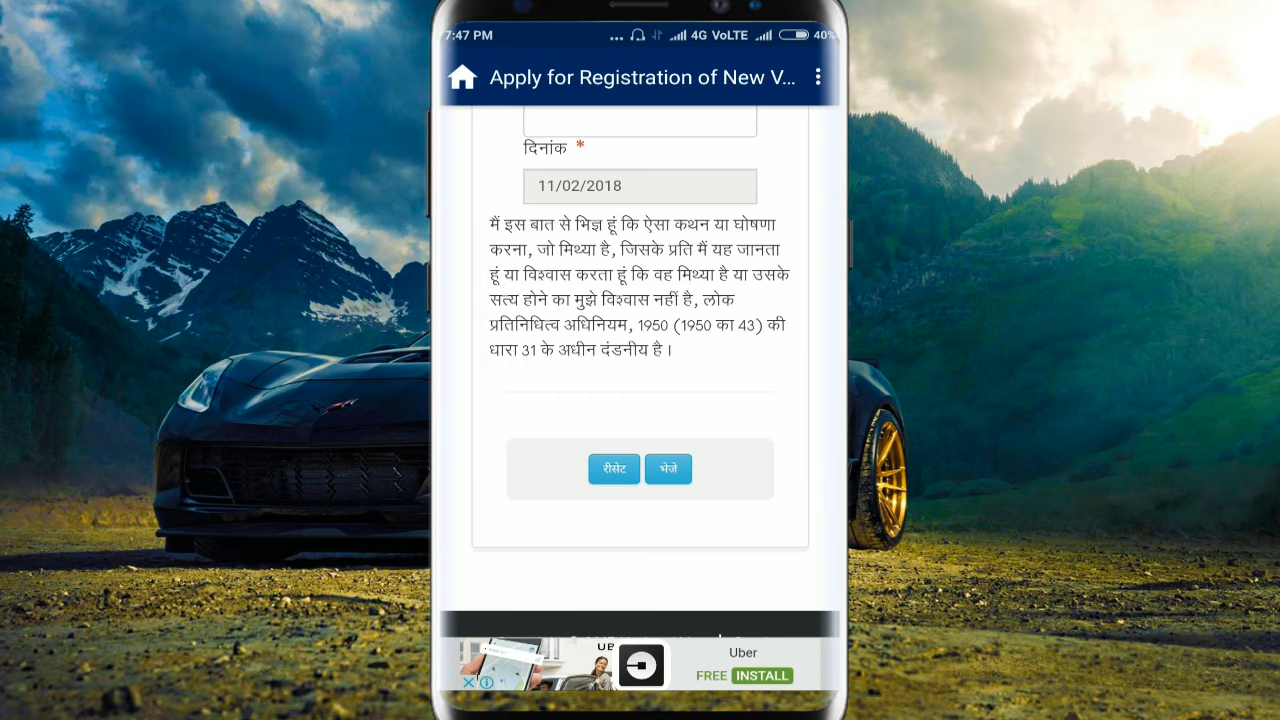 7:47 PM
... 4G VoLTE 40%
Apply for Registration of New V...
दिनांक *
11/02/2018
मैं इस बात से भिज्ञ हूं कि ऐसा कथन या घोषणा
करना, जो मिथ्या है, जिसके प्रति मैं यह जानता
हूं या विश्वास करता हूं कि वह मिथ्या है या उसके
सत्य होने का मुझे विश्वास नहीं है, लोक
प्रतिनिधित्व अधिनियम, 1950 (1950 का 43) की
धारा 31 के अधीन दंडनीय है ।
रीसेट भेजे
Uber
FREE INSTALL